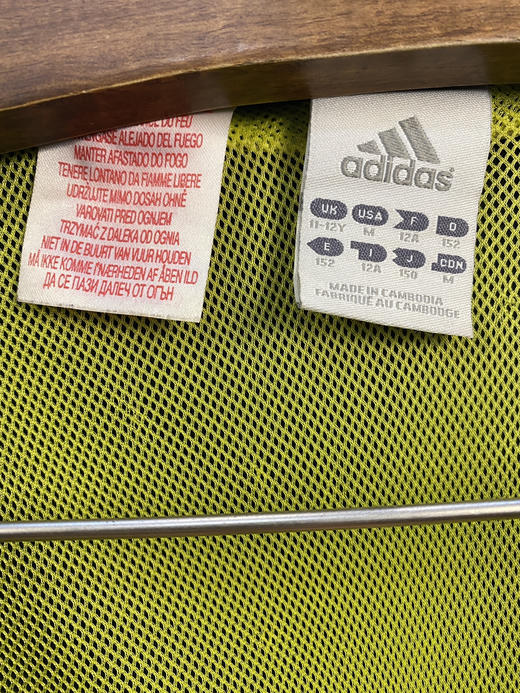 DU FEU
ALEJADO DEL FUEGO
MANTER AFASTADO DO FOGO
TENERE LONTANO DA FIAMME LIBERE
UDRŽUJTE MIMO DOSAH OHNĚ
VAROVATI PRED OGNJEM
TRZYMAĆ Z DALEKA OD OGNIA
NIET IN DE BUURT VAN VUUR HOUDEN
MÅ IKKE KOMME I NÆRHEDEN AF ÅBEN ILD
ДА СЕ ПАЗИ ДАЛЕЧ ОТ ОГЪН
adidas
UK USA F D
11-12Y M 12A 152
E I J CDN
152 12A 150 M
MADE IN CAMBODIA
FABRIQUE AU CAMBODGE